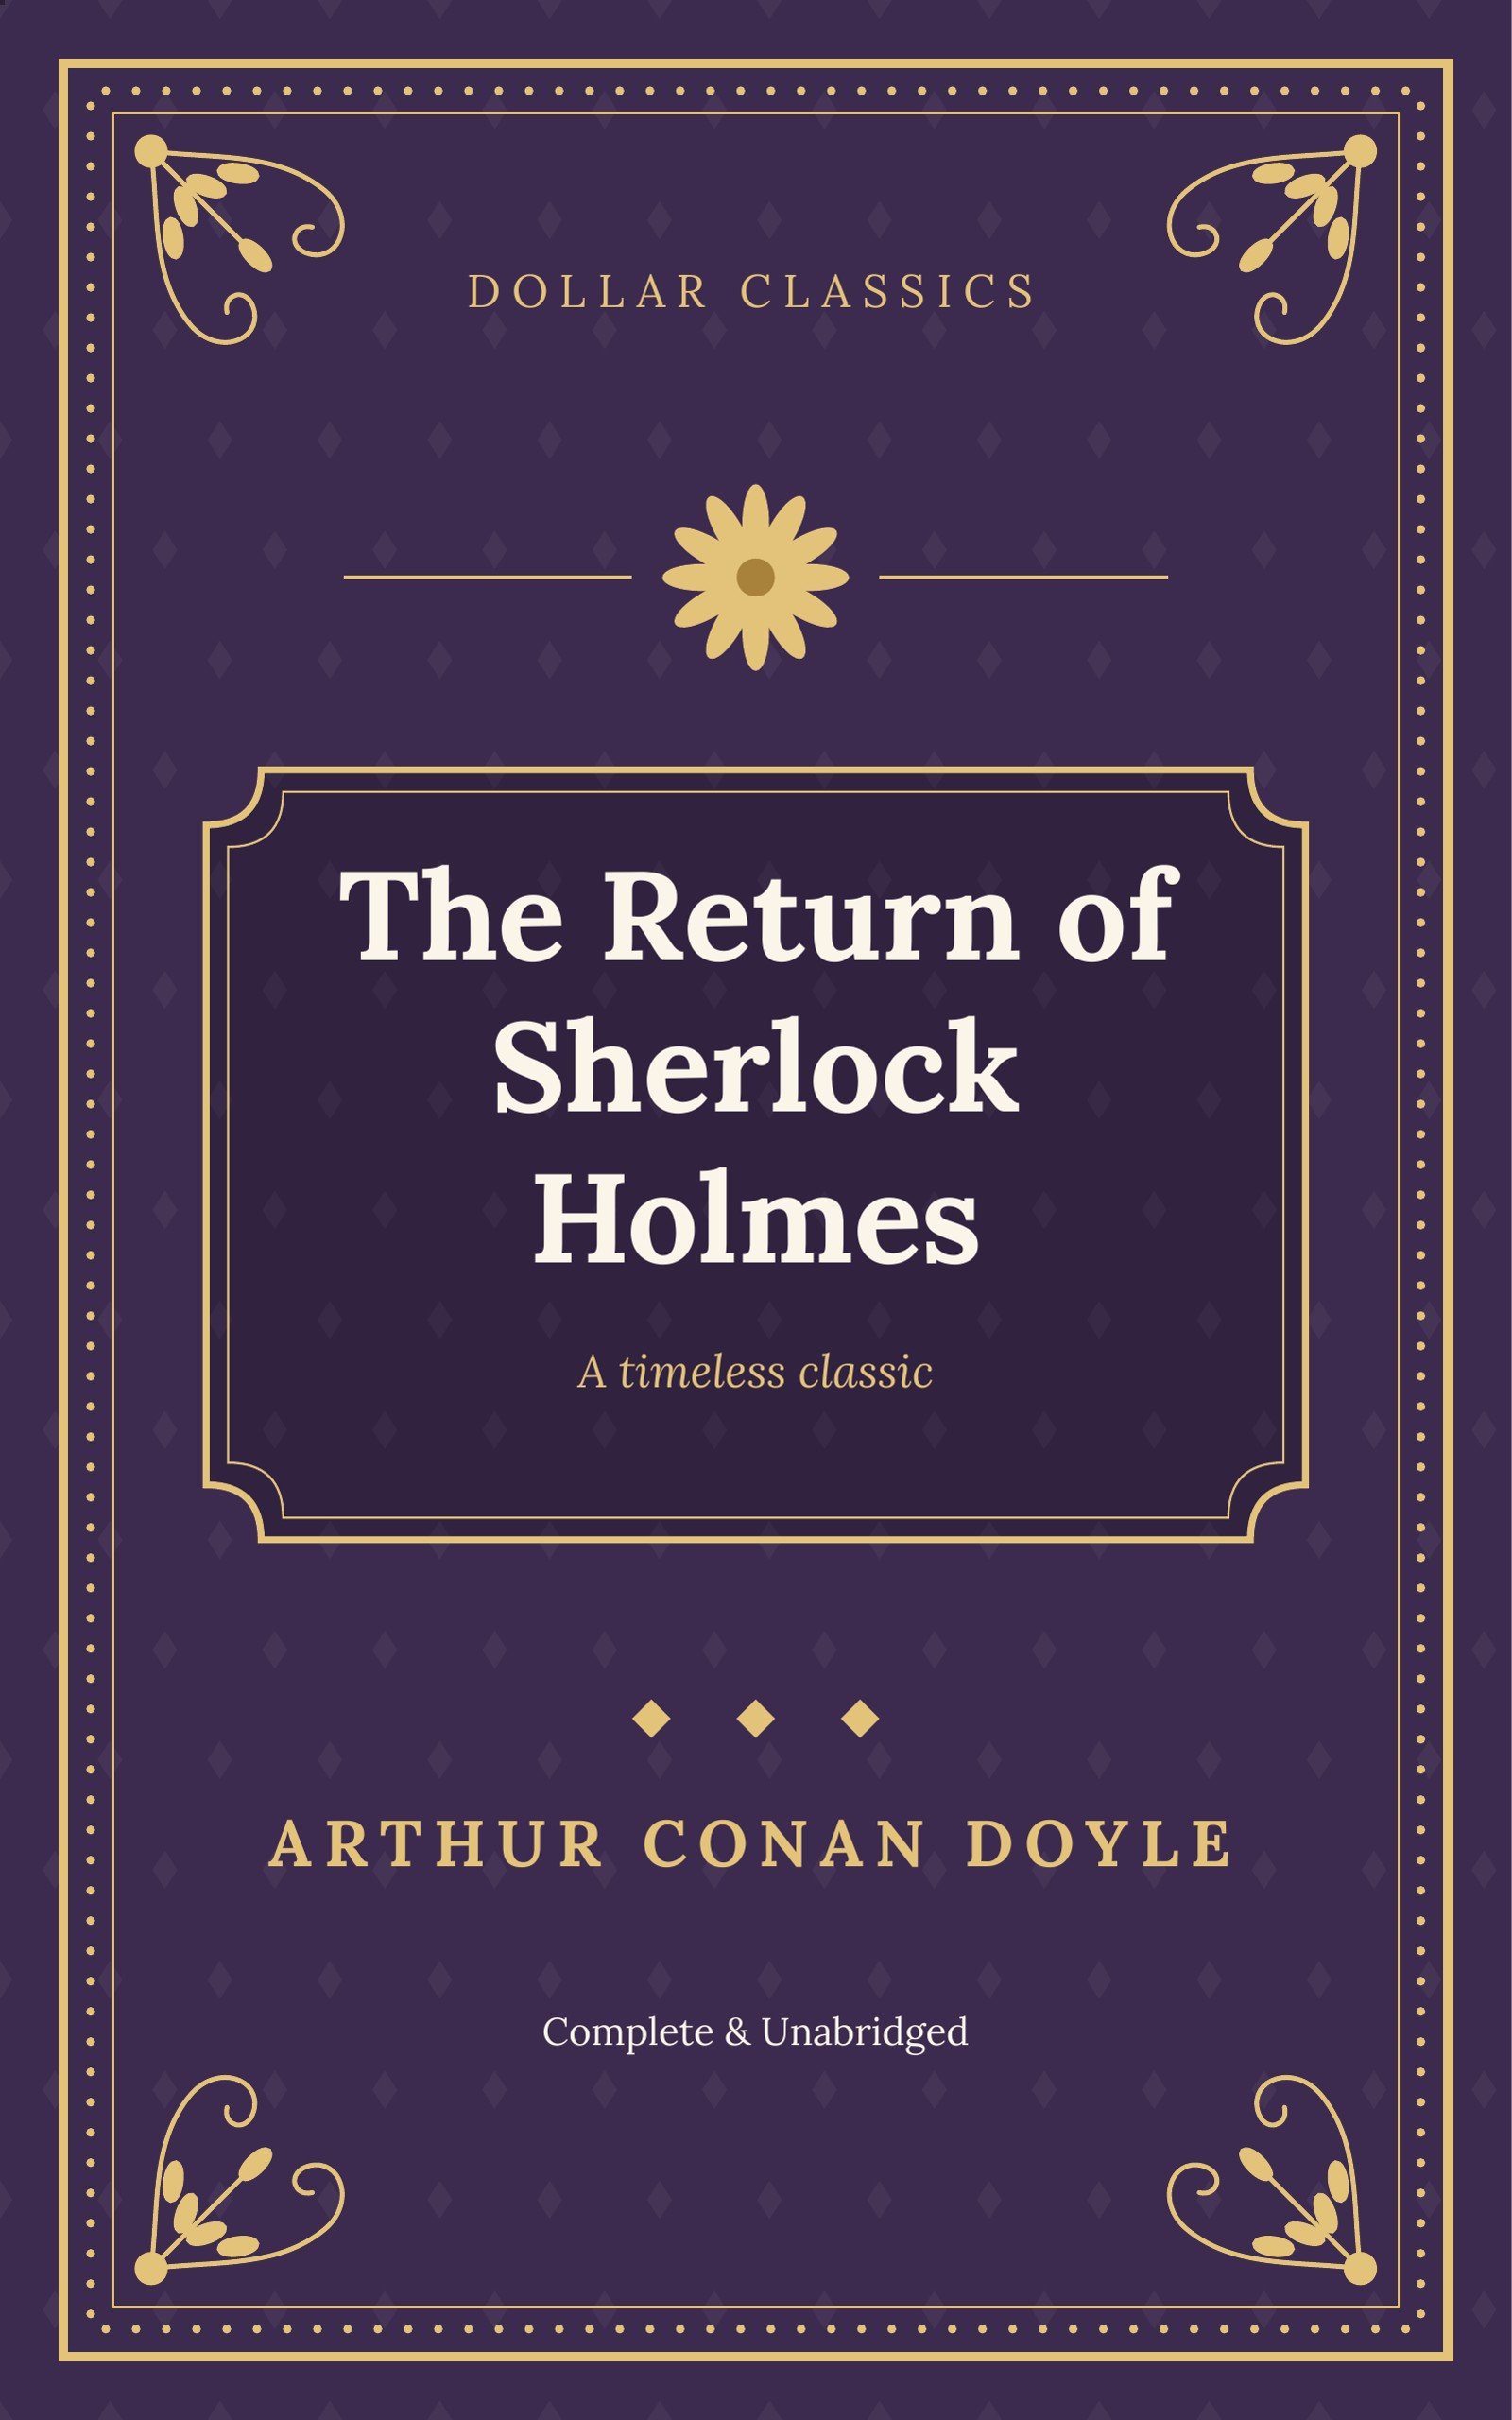 DOLLAR CLASSICS
The Return of
Sherlock
Holmes
A timeless classic
ARTHUR CONAN DOYLE
Complete & Unabridged